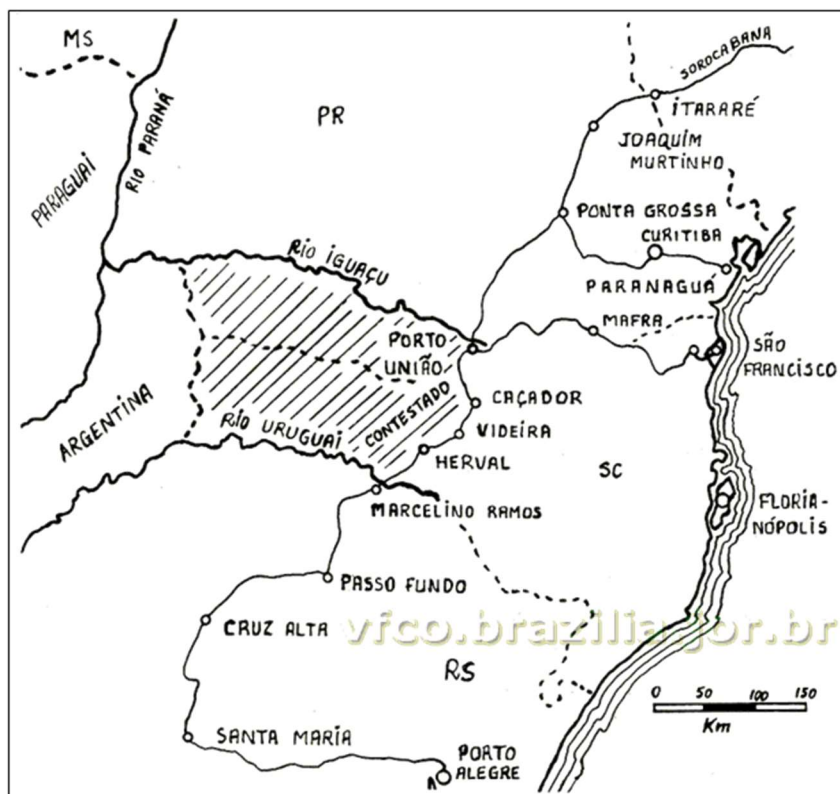 MS
SOROCABANA
PR
ITARARÉ
JOAQUIM
MURTINHO
RIO PARANÁ
PARAGUAI
PONTA GROSSA
CURITIBA
RIO IGUAÇU
PARANAGUÁ
MAFRA
PORTO
UNIÃO
SÃO
FRANCISCO
ARGENTINA
CONTESTADO
CAÇADOR
RIO URUGUAI
VIDEIRA
HERVAL
SC
MARCELINO RAMOS
FLORIA-
NÓPOLIS
PASSO FUNDO
CRUZ ALTA
vfco.brazilia.jor.br
RS
0 50 100 150
Km
SANTA MARIA
PORTO
ALEGRE